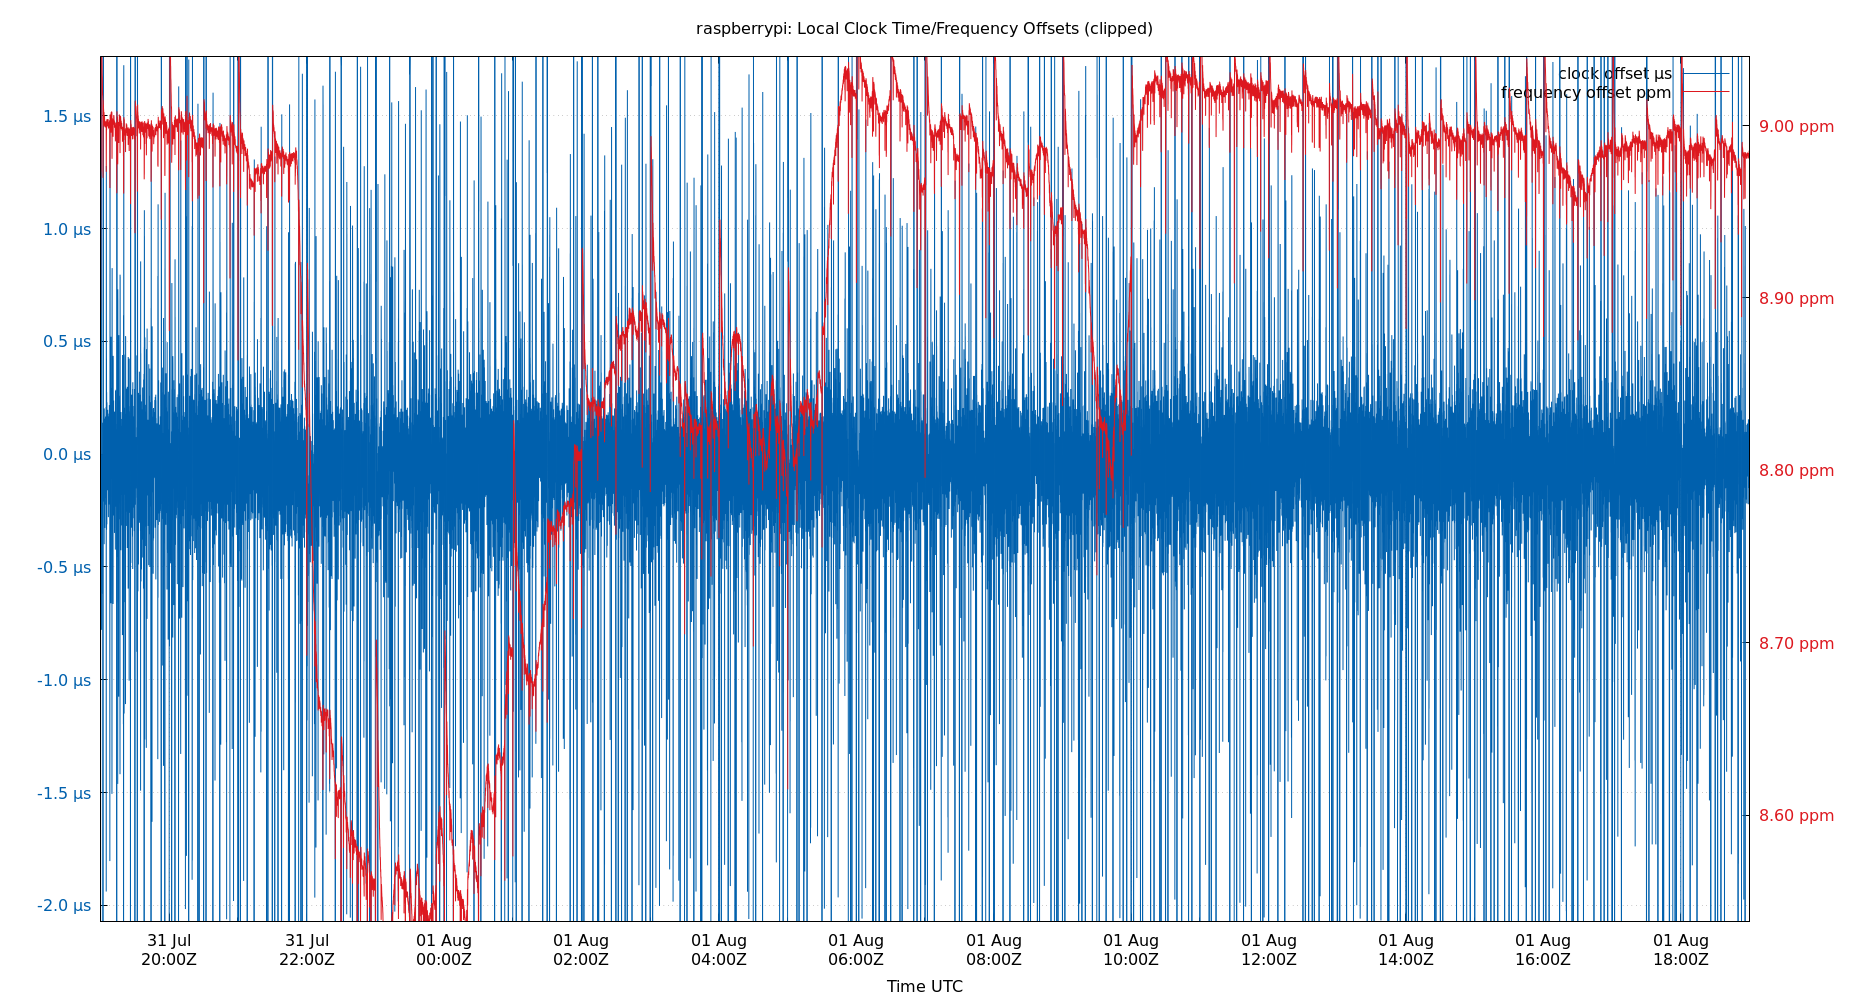 raspberrypi: Local Clock Time/Frequency Offsets (clipped)
clock offset µs
frequency offset ppm
1.5 µs
1.0 µs
0.5 µs
0.0 µs
-0.5 µs
-1.0 µs
-1.5 µs
-2.0 µs
9.00 ppm
8.90 ppm
8.80 ppm
8.70 ppm
8.60 ppm
31 Jul 31 Jul 01 Aug 01 Aug 01 Aug 01 Aug 01 Aug 01 Aug 01 Aug 01 Aug 01 Aug 01 Aug
20:00Z 22:00Z 00:00Z 02:00Z 04:00Z 06:00Z 08:00Z 10:00Z 12:00Z 14:00Z 16:00Z 18:00Z
Time UTC